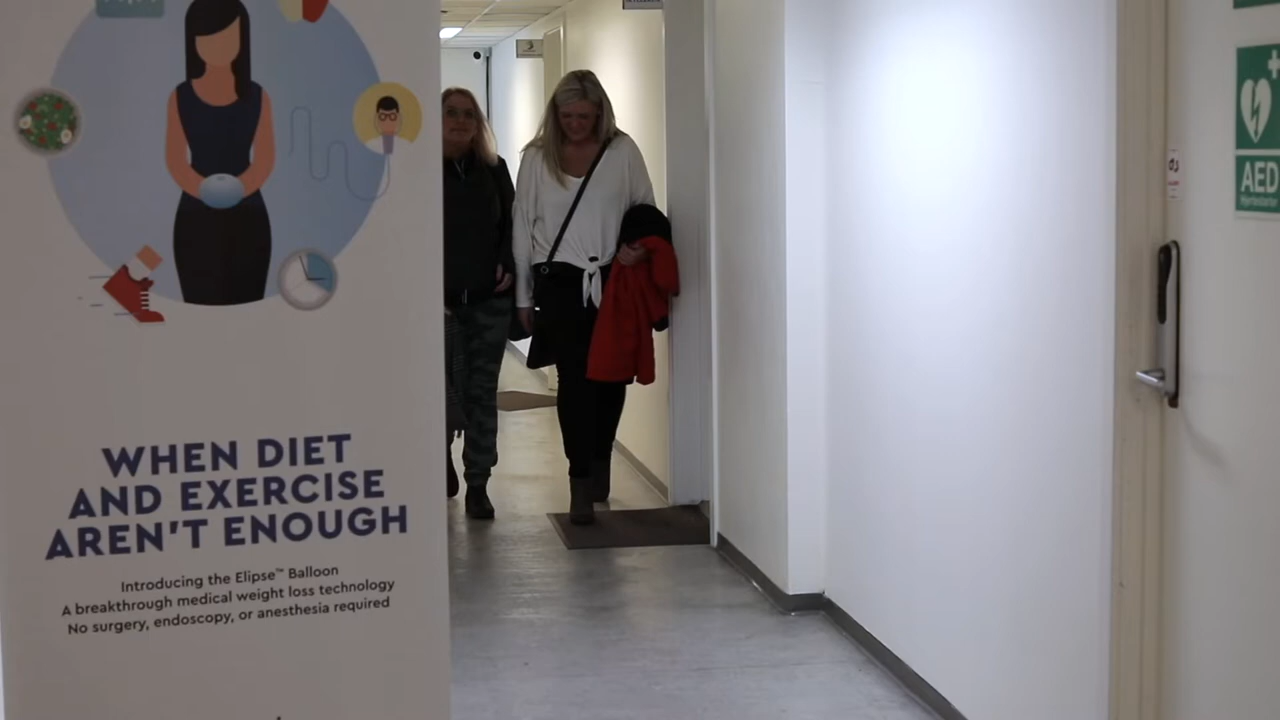 WHEN DIET
AND EXERCISE
AREN'T ENOUGH
Introducing the Elipse™ Balloon
A breakthrough medical weight loss technology
No surgery, endoscopy, or anesthesia required
AED
Hjertestarter